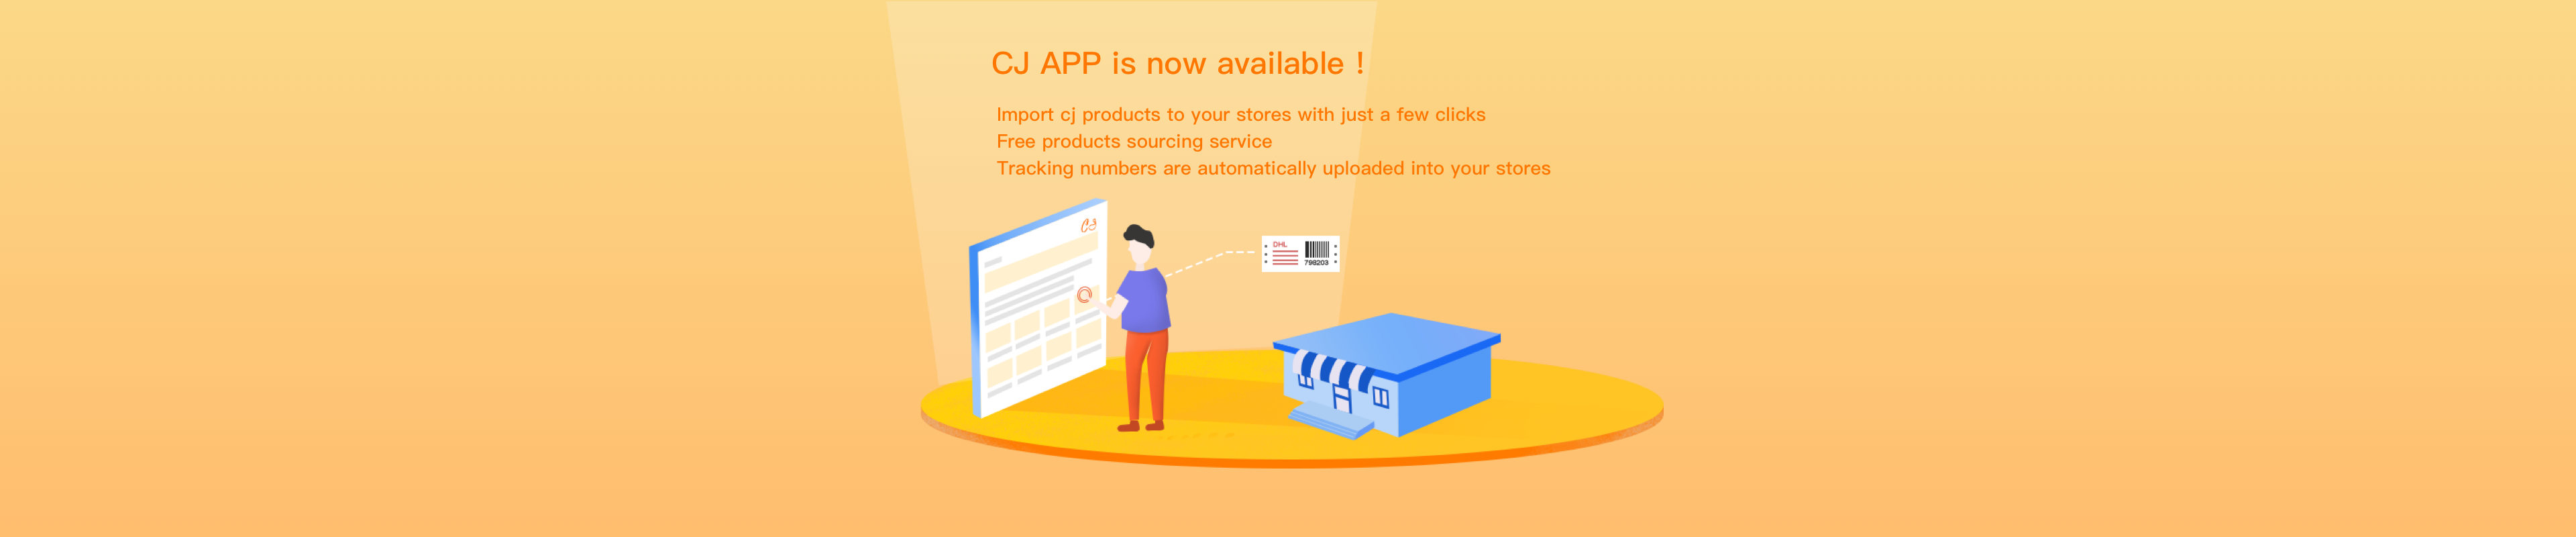 CJ APP is now available !
Import cj products to your stores with just a few clicks
Free products sourcing service
Tracking numbers are automatically uploaded into your stores
CJ
DHL
798203